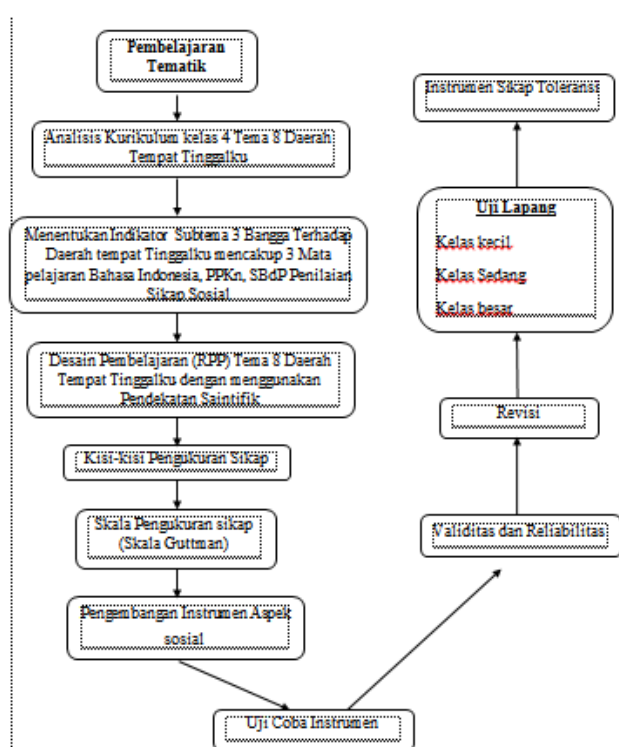 Pembelajaran
Tematik
Analisis Kurikulum kelas 4 Tema 8 Daerah
Tempat Tinggalku
Menentukan Indikator Subtema 3 Bangga Terhadap
Daerah tempat Tinggalku mencakup 3 Mata
pelajaran Bahasa Indonesia, PPKn, SBdP Penilaian
Sikap Sosial
Desain Pembelajaran (RPP) Tema 8 Daerah
Tempat Tinggalku dengan menggunakan
Pendekatan Saintifik
Kisi-kisi Pengukuran Sikap
Skala Pengukuran sikap
(Skala Guttman)
Pengembangan Instrumen Aspek
sosial
Uji Coba Instrumen
Validitas dan Reliabilitas
Revisi
Uji Lapang
Kelas kecil
Kelas Sedang
Kelas besar
Instrumen Sikap Toleransi